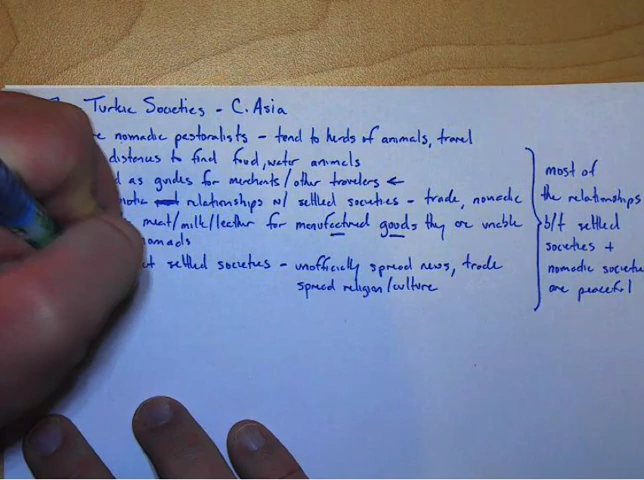 Turkic Societies - C. Asia
nomadic pastoralists - tend to herds of animals, travel
distances to find food, water animals
as guides for merchants/other travelers ←
relationships w/ settled societies - trade, nomadic
meat/milk/leather for manufactured goods they are unable
nomads
settled societies - unofficially spread news, trade
spread religion/culture
most of
the relationships
b/t settled
societies +
nomadic societie
are peaceful